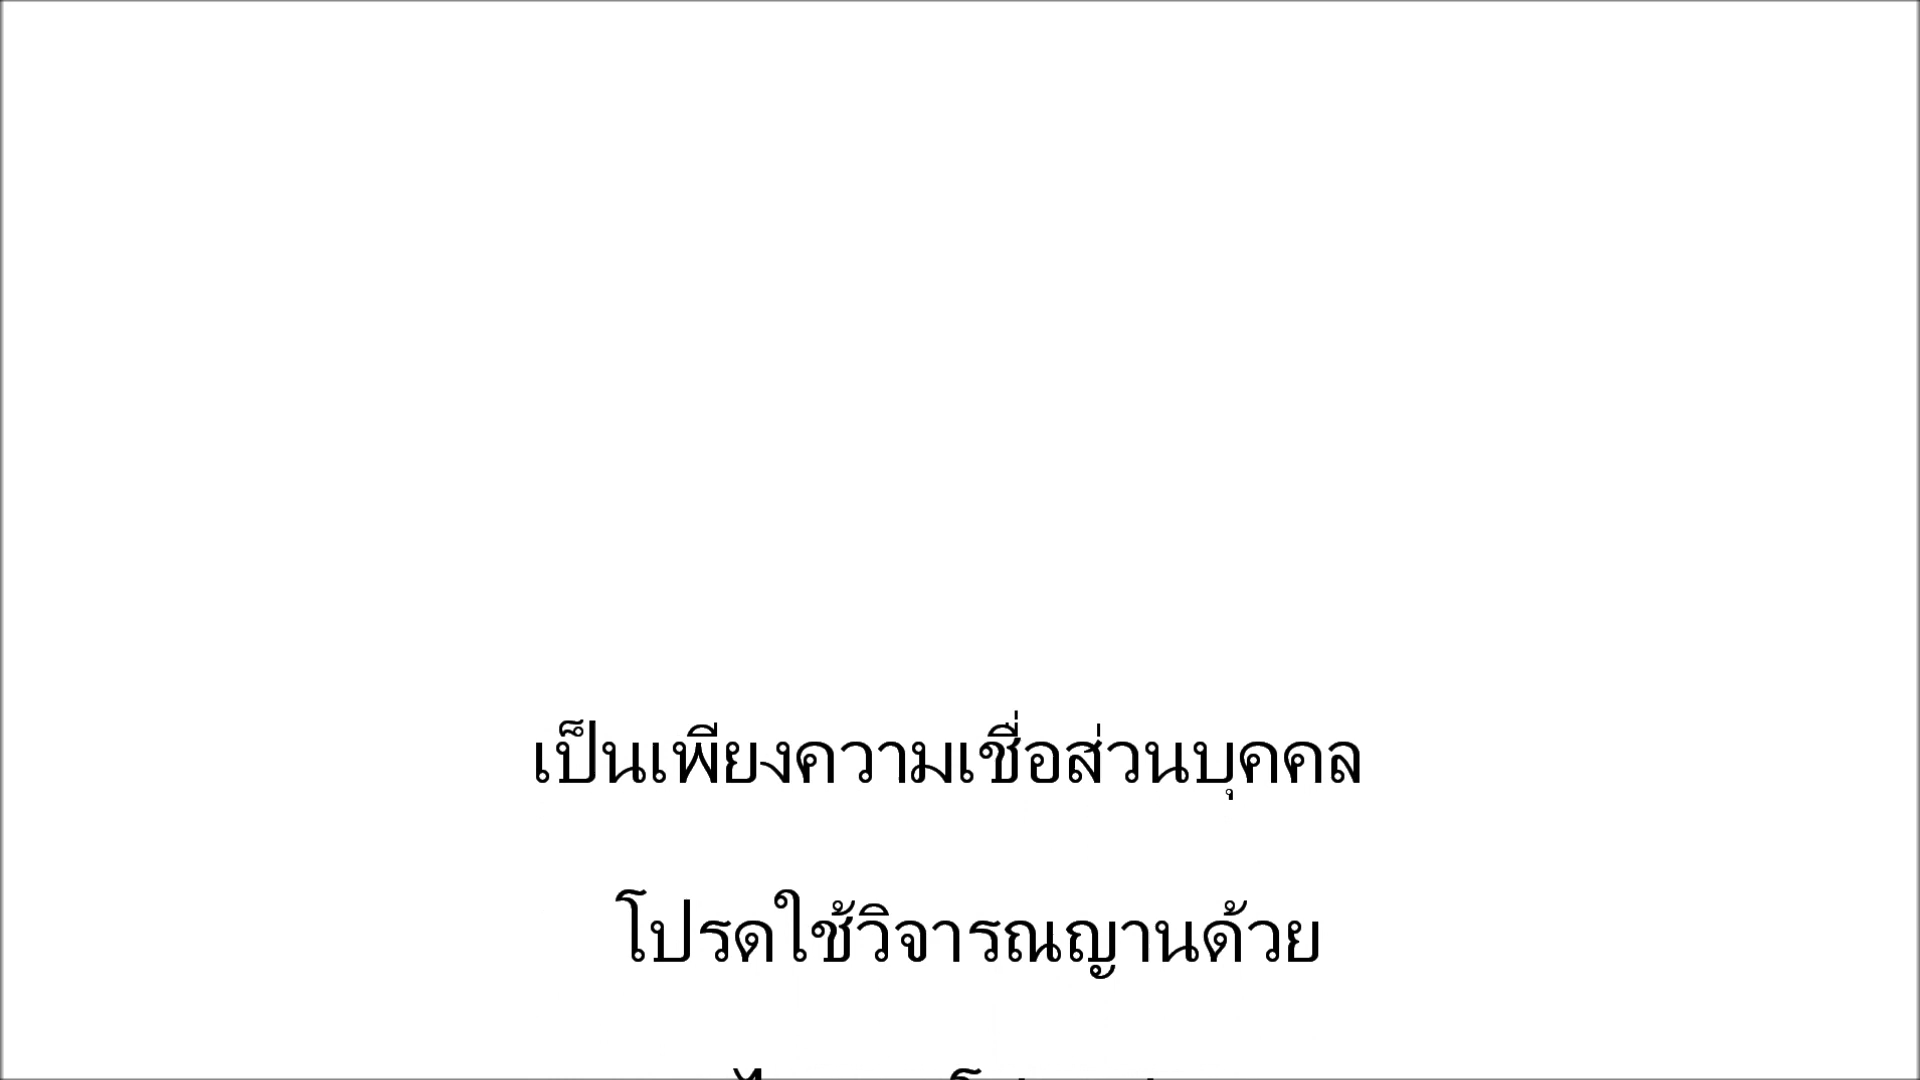 เป็นเพียงความเชื่อส่วนบุคคล
โปรดใช้วิจารณญานด้วย